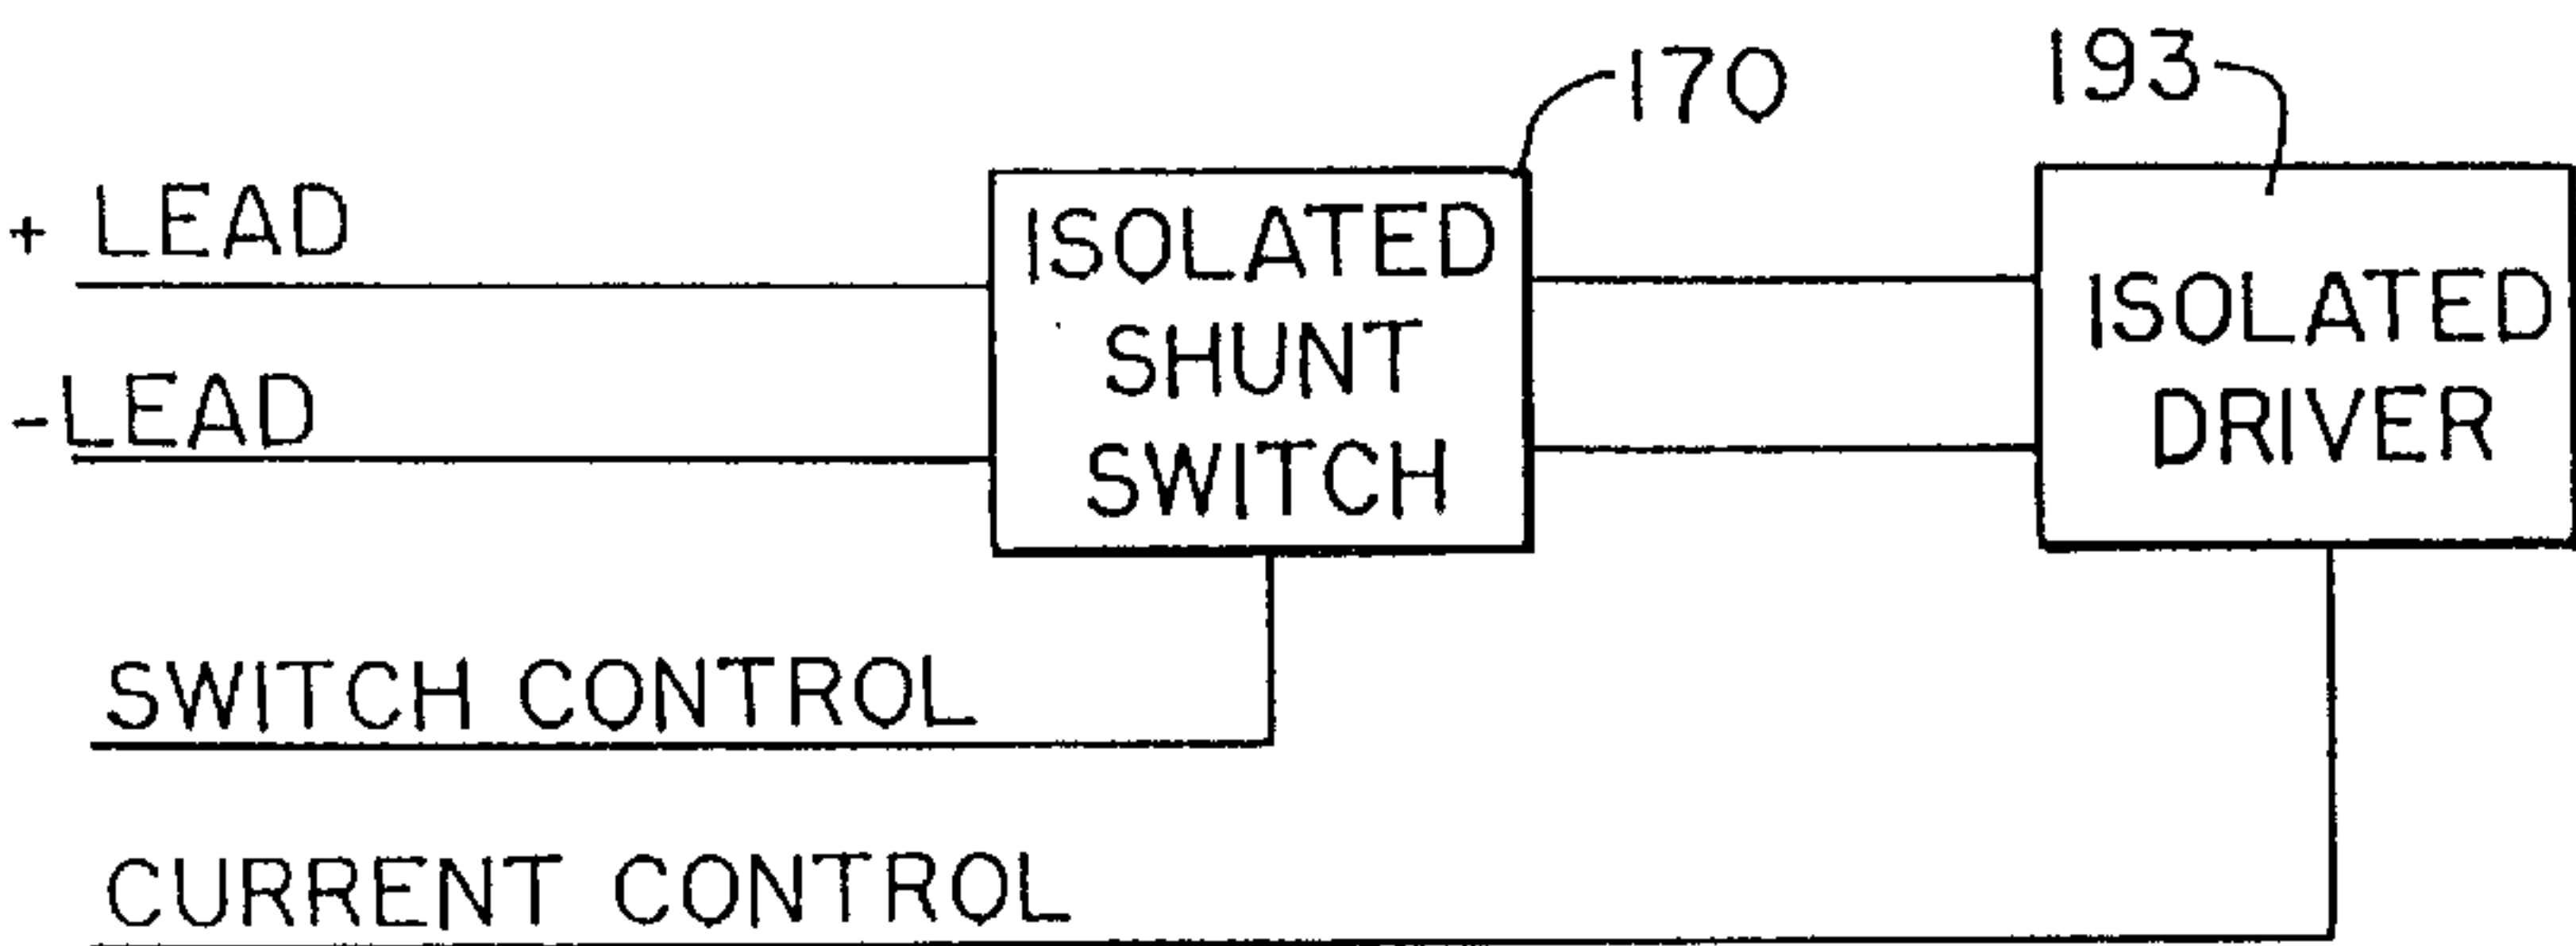 170
193
+ LEAD
-LEAD
ISOLATED
SHUNT
SWITCH
ISOLATED
DRIVER
SWITCH CONTROL
CURRENT CONTROL